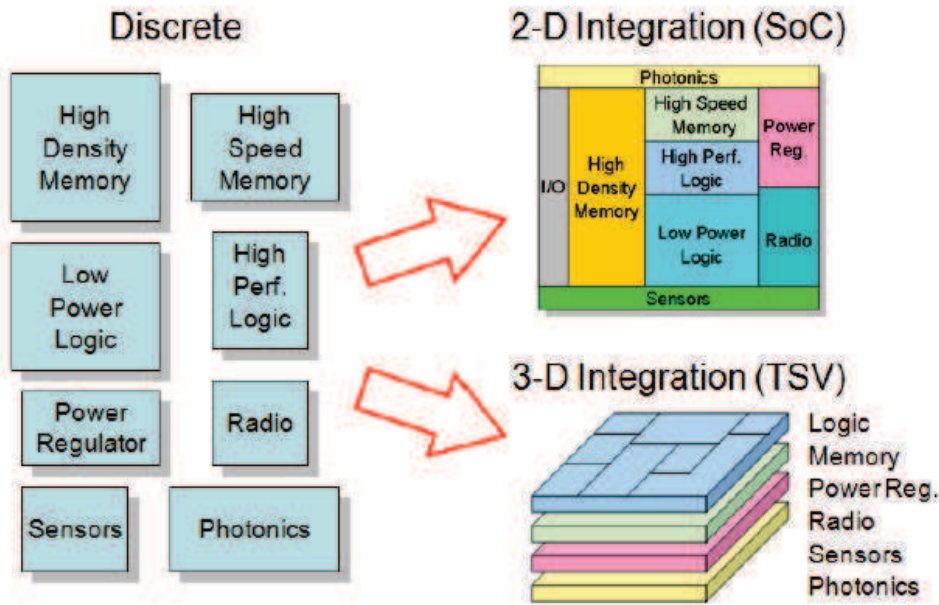 Discrete
High
Density
Memory
High
Speed
Memory
Low
Power
Logic
High
Perf.
Logic
Power
Regulator
Radio
Sensors
Photonics
2-D Integration (SoC)
Photonics
I/O
High
Density
Memory
High Speed
Memory
High Perf.
Logic
Low Power
Logic
Power
Reg.
Radio
Sensors
3-D Integration (TSV)
Logic
Memory
Power Reg.
Radio
Sensors
Photonics